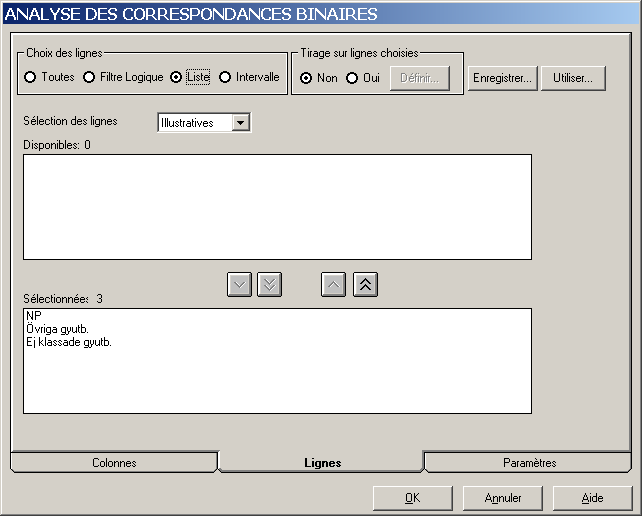 ANALYSE DES CORRESPONDANCES BINAIRES
Choix des lignes
Toutes Filtre Logique Liste Intervalle
Tirage sur lignes choisies
Non Oui Définir...
Enregistrer... Utiliser...
Sélection des lignes Illustratives
Disponibles: 0
Sélectionnées 3
NP
Övriga gyutb.
Ej klassade gyutb.
Colonnes Lignes Paramètres
OK Annuler Aide